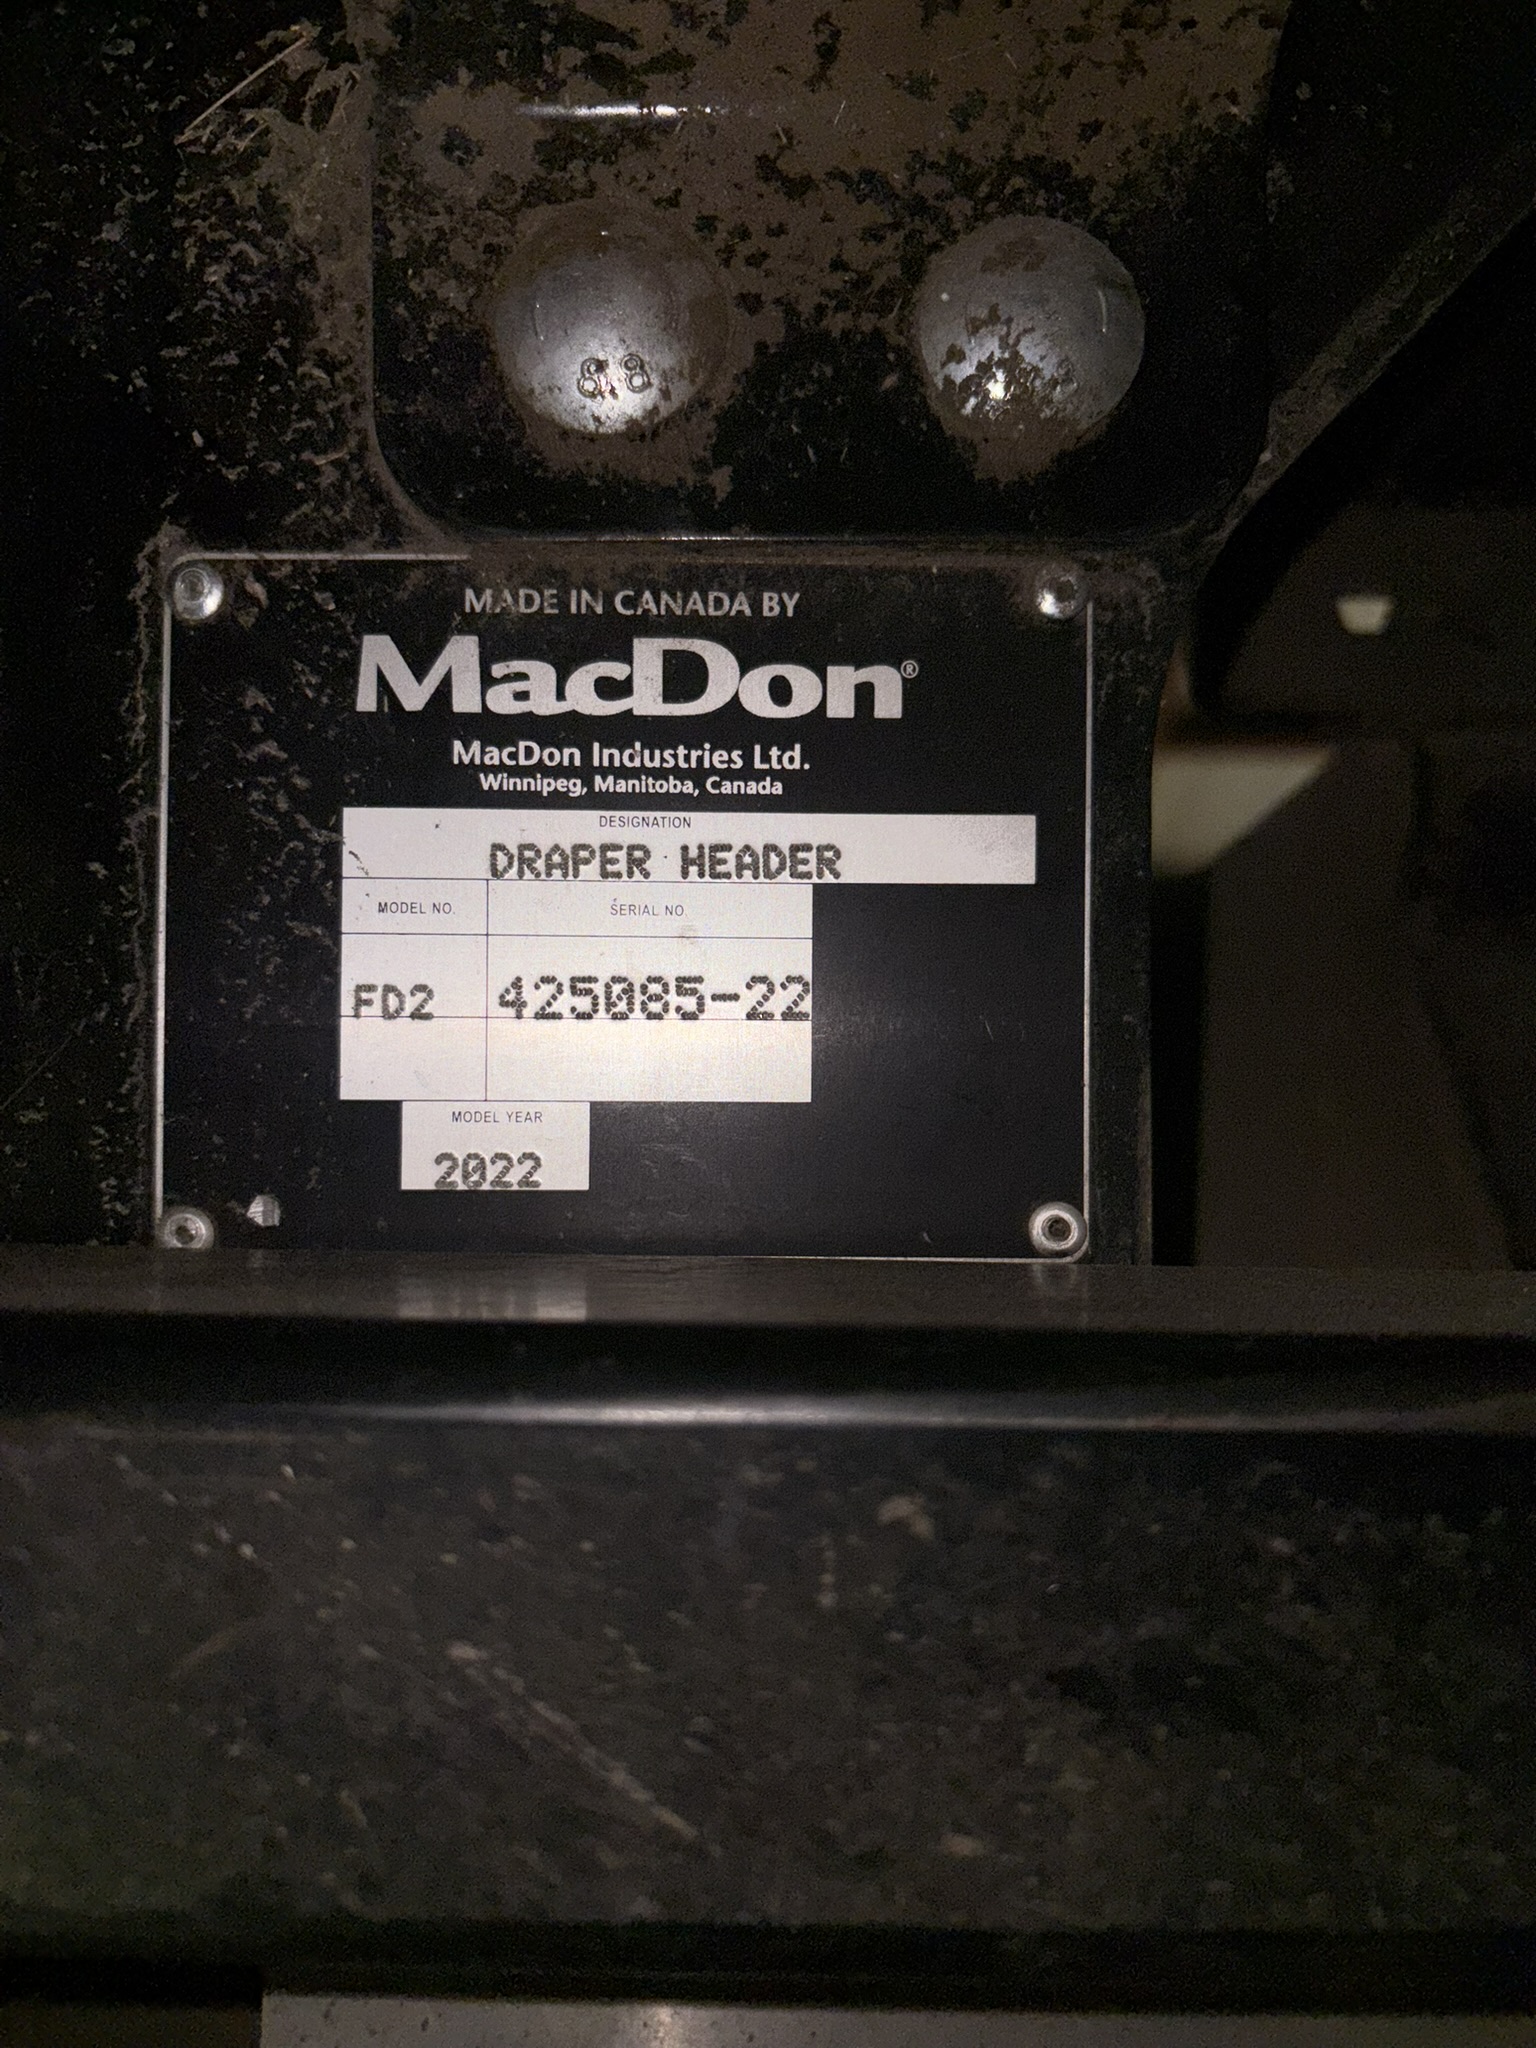 8.8
MADE IN CANADA BY
MacDon®
MacDon Industries Ltd.
Winnipeg, Manitoba, Canada
DESIGNATION
DRAPER HEADER
MODEL NO. SERIAL NO.
FD2 425085-22
MODEL YEAR
2022